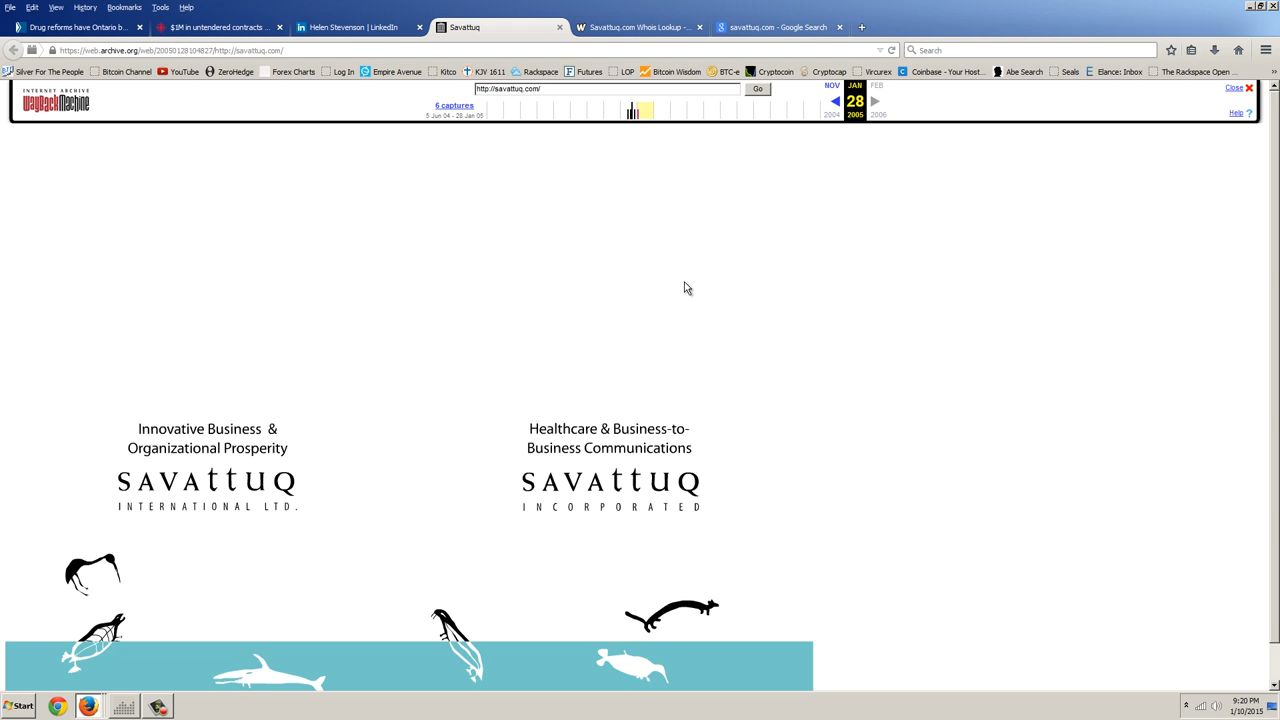 File Edit View History Bookmarks Tools Help
Drug reforms have Ontario b... $1M in untendered contracts ... Helen Stevenson | LinkedIn Savattuq Savattuq.com Whois Lookup - ... savattuq.com - Google Search
https://web.archive.org/web/20050128104827/http://savattuq.com/ Search
Silver For The People Bitcoin Channel YouTube ZeroHedge Forex Charts Log In Empire Avenue Kitco KJV 1611 Rackspace Futures LOP Bitcoin Wisdom BTC-e Cryptocoin Cryptocap Vircurex Coinbase - Your Host... Abe Search Seals Elance: Inbox The Rackspace Open ...
INTERNET ARCHIVE
WayBackMachine
http://savattuq.com/ Go
NOV JAN FEB
Close
6 captures
28
5 Jun 04 - 28 Jan 05
2004 2005 2006
Help ?
Innovative Business &
Organizational Prosperity
SAVATTUQ
INTERNATIONAL LTD.
Healthcare & Business-to-
Business Communications
SAVATTUQ
INCORPORATED
Start
9:20 PM
1/10/2015